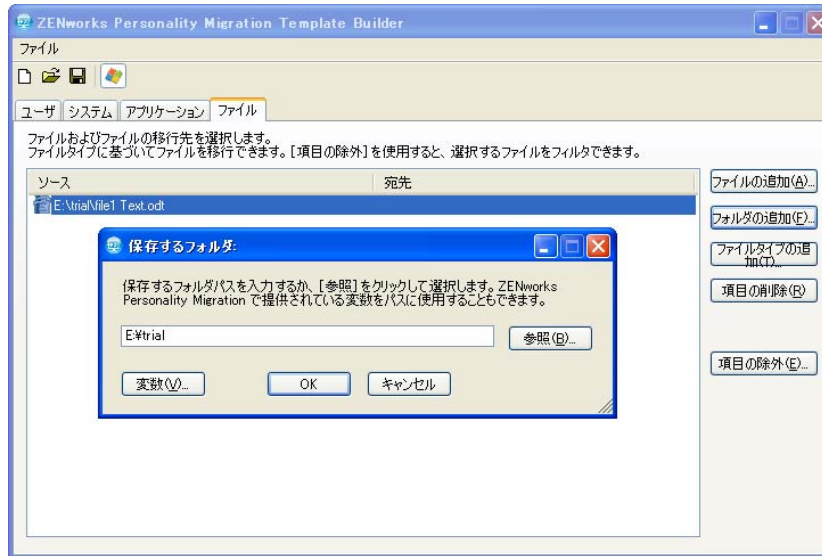 ZENworks Personality Migration Template Builder
ファイル
ユーザ システム アプリケーション ファイル
ファイルおよびファイルの移行先を選択します。
ファイルタイプに基づいてファイルを移行できます。[項目の除外]を使用すると、選択するファイルをフィルタできます。
ソース 宛先
E:\trial\file1 Text.odt
ファイルの追加(A)...
フォルダの追加(F)...
ファイルタイプの追
加(T)...
項目の削除(R)
項目の除外(E)...
保存するフォルダ:
保存するフォルダパスを入力するか、[参照]をクリックして選択します。ZENworks
Personality Migration で提供されている変数をパスに使用することもできます。
E:¥trial
参照(B)...
変数(V)... OK キャンセル